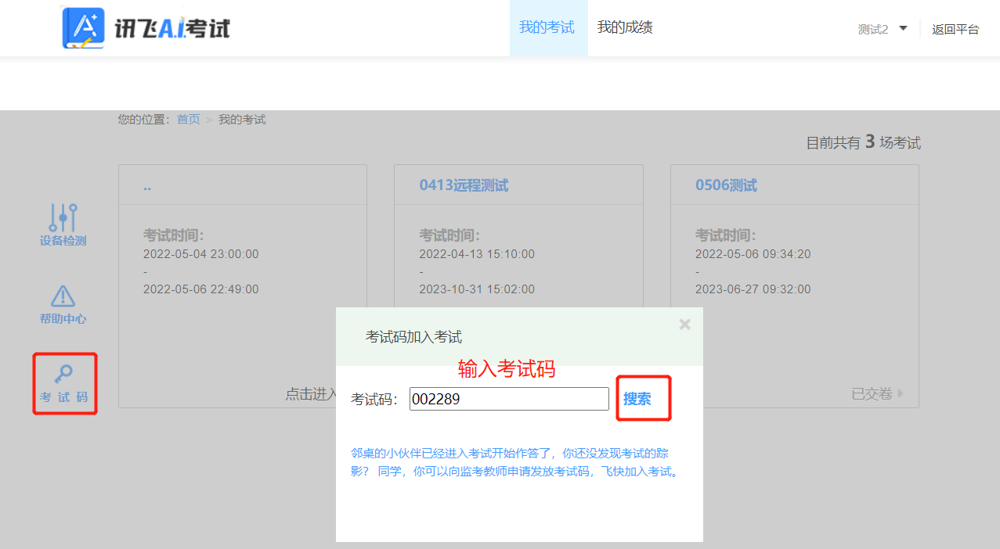 讯飞A.i.考试
我的考试 我的成绩
测试2 返回平台
您的位置：首页 > 我的考试
目前共有 3 场考试
设备检测
帮助中心
考 试 码
..
考试时间：
2022-05-04 23:00:00
-
2022-05-06 22:49:00
点击进入
0413远程测试
考试时间：
2022-04-13 15:10:00
-
2023-10-31 15:02:00
0506测试
考试时间：
2022-05-06 09:34:20
-
2023-06-27 09:32:00
已交卷
考试码加入考试
×
输入考试码
考试码： 002289 搜索
邻桌的小伙伴已经进入考试开始作答了，你还没发现考试的踪
影？ 同学，你可以向监考教师申请发放考试码，飞快加入考试。